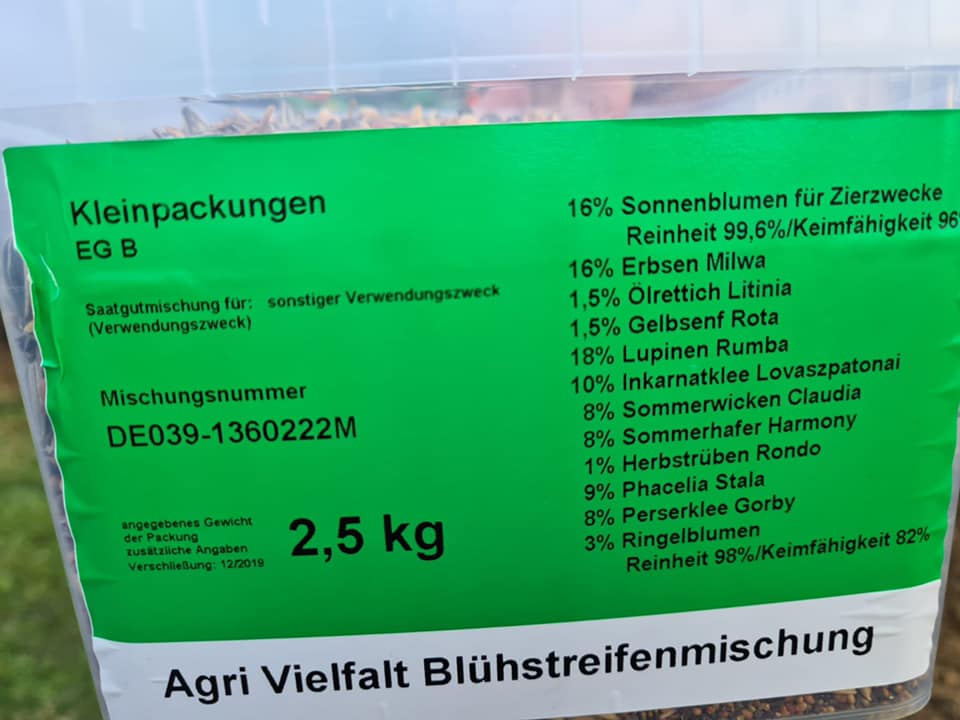 Kleinpackungen
EG B
Saatgutmischung für: sonstiger Verwendungszweck
(Verwendungszweck)
Mischungsnummer
DE039-1360222M
angegebenes Gewicht
der Packung
zusätzliche Angaben
Verschließung: 12/2019
2,5 kg
16% Sonnenblumen für Zierzwecke
Reinheit 99,6%/Keimfähigkeit 96
16% Erbsen Milwa
1,5% Ölrettich Litinia
1,5% Gelbsenf Rota
18% Lupinen Rumba
10% Inkarnatklee Lovaszpatonai
8% Sommerwicken Claudia
8% Sommerhafer Harmony
1% Herbstrüben Rondo
9% Phacelia Stala
8% Perserklee Gorby
3% Ringelblumen
Reinheit 98%/Keimfähigkeit 82%
Agri Vielfalt Blühstreifenmischung